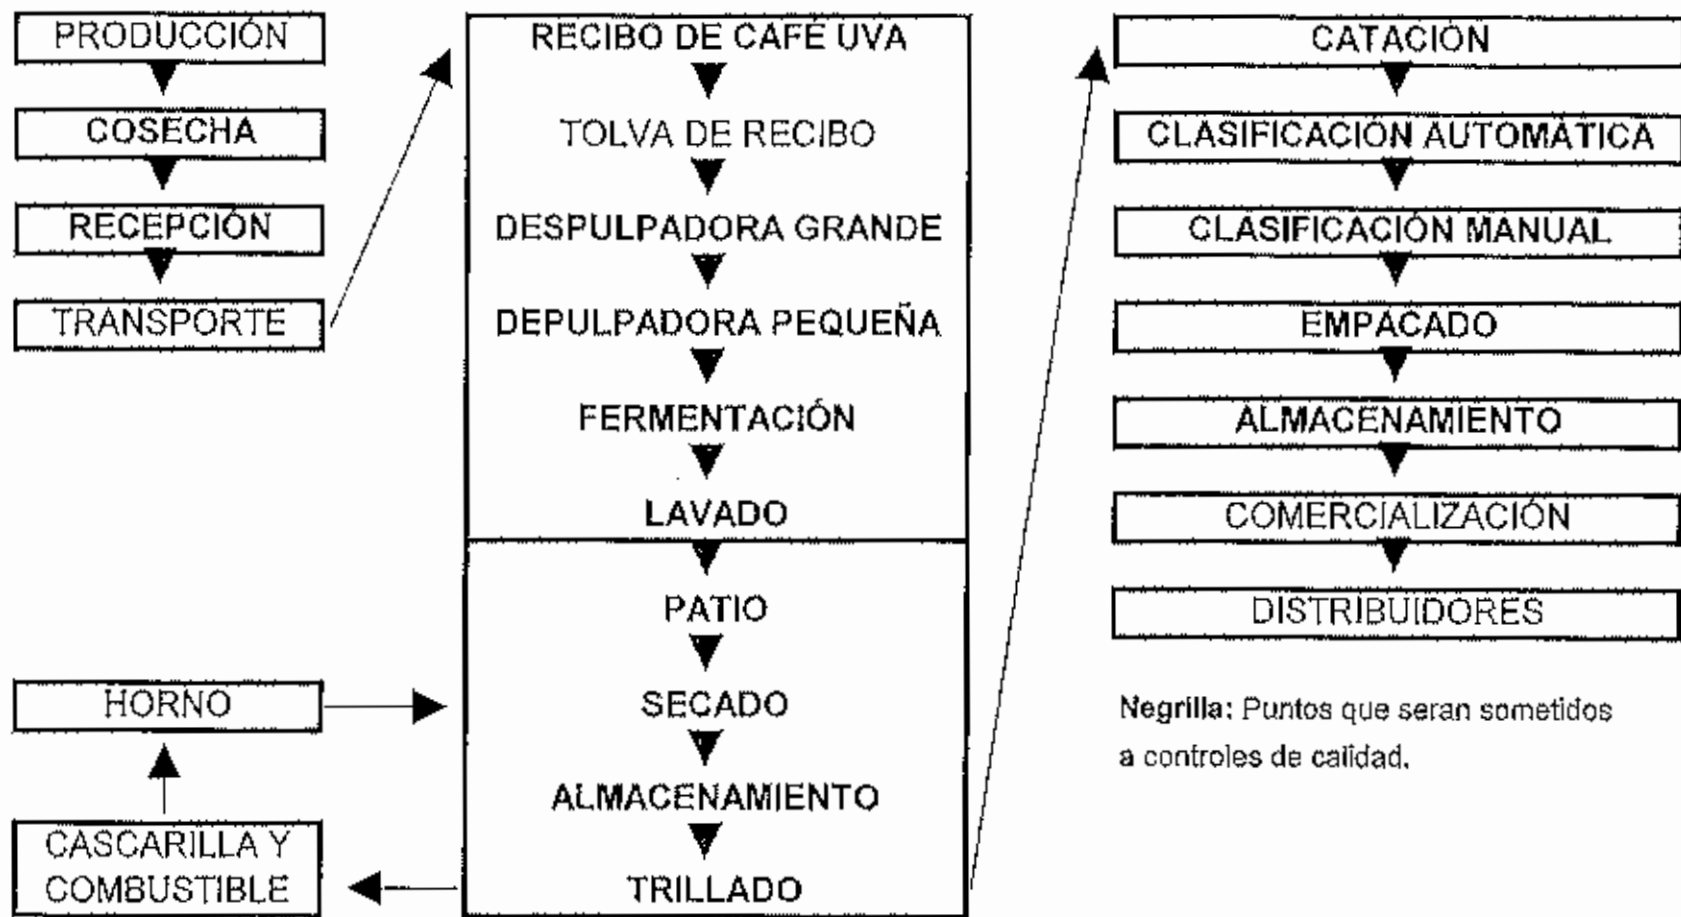 PRODUCCIÓN
COSECHA
RECEPCIÓN
TRANSPORTE
HORNO
CASCARILLA Y
COMBUSTIBLE
RECIBO DE CAFÉ UVA
TOLVA DE RECIBO
DESPULPADORA GRANDE
DEPULPADORA PEQUEÑA
FERMENTACIÓN
LAVADO
PATIO
SECADO
ALMACENAMIENTO
TRILLADO
CATACIÓN
CLASIFICACIÓN AUTOMÁTICA
CLASIFICACIÓN MANUAL
EMPACADO
ALMACENAMIENTO
COMERCIALIZACIÓN
DISTRIBUIDORES
Negrilla: Puntos que seran sometidos
a controles de calidad.